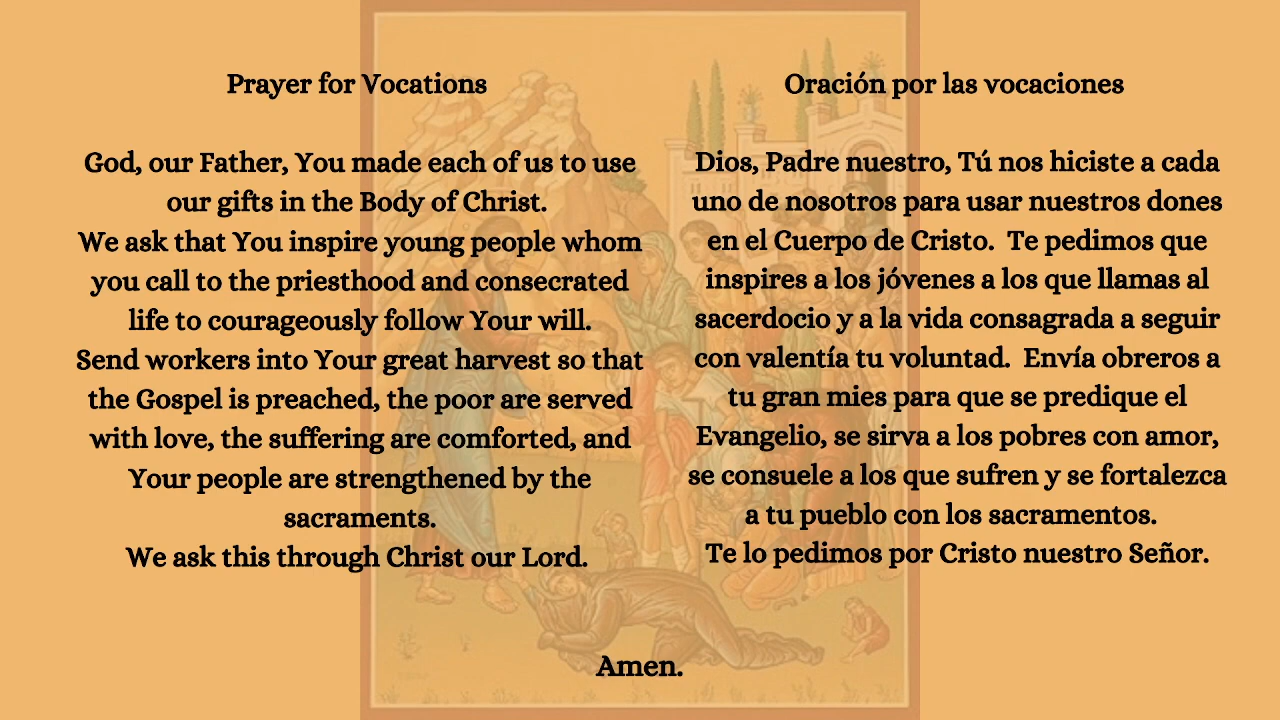 Prayer for Vocations
God, our Father, You made each of us to use
our gifts in the Body of Christ.
We ask that You inspire young people whom
you call to the priesthood and consecrated
life to courageously follow Your will.
Send workers into Your great harvest so that
the Gospel is preached, the poor are served
with love, the suffering are comforted, and
Your people are strengthened by the
sacraments.
We ask this through Christ our Lord.
Oración por las vocaciones
Dios, Padre nuestro, Tú nos hiciste a cada
uno de nosotros para usar nuestros dones
en el Cuerpo de Cristo.  Te pedimos que
inspires a los jóvenes a los que llamas al
sacerdocio y a la vida consagrada a seguir
con valentía tu voluntad.  Envía obreros a
tu gran mies para que se predique el
Evangelio, se sirva a los pobres con amor,
se consuele a los que sufren y se fortalezca
a tu pueblo con los sacramentos.
Te lo pedimos por Cristo nuestro Señor.
Amen.